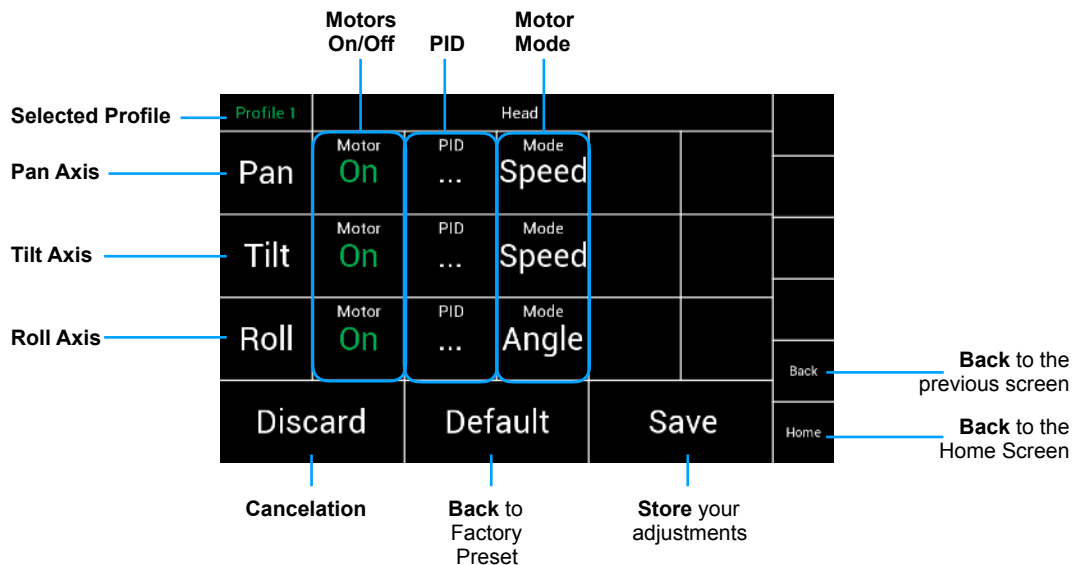 Motors
On/Off
PID
Motor
Mode
Selected Profile
Profile 1
Head
Pan Axis
Pan
Motor
On
PID
...
Mode
Speed
Tilt Axis
Tilt
Motor
On
PID
...
Mode
Speed
Roll Axis
Roll
Motor
On
PID
...
Mode
Angle
Back
Back to the
previous screen
Discard
Default
Save
Home
Back to the
Home Screen
Cancelation
Back to
Factory
Preset
Store your
adjustments